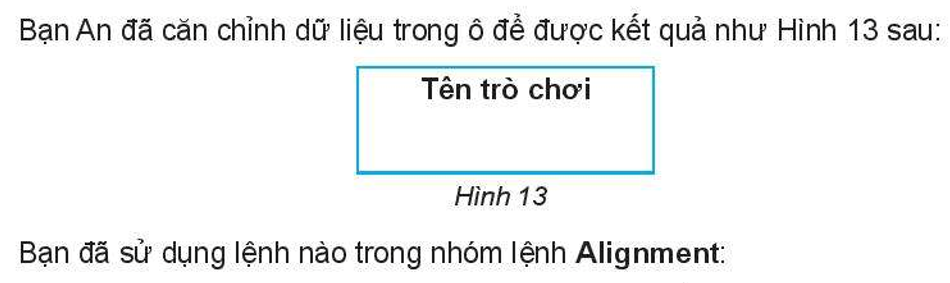 Bạn An đã căn chỉnh dữ liệu trong ô để được kết quả như Hình 13 sau:
Tên trò chơi
Hình 13
Bạn đã sử dụng lệnh nào trong nhóm lệnh Alignment: